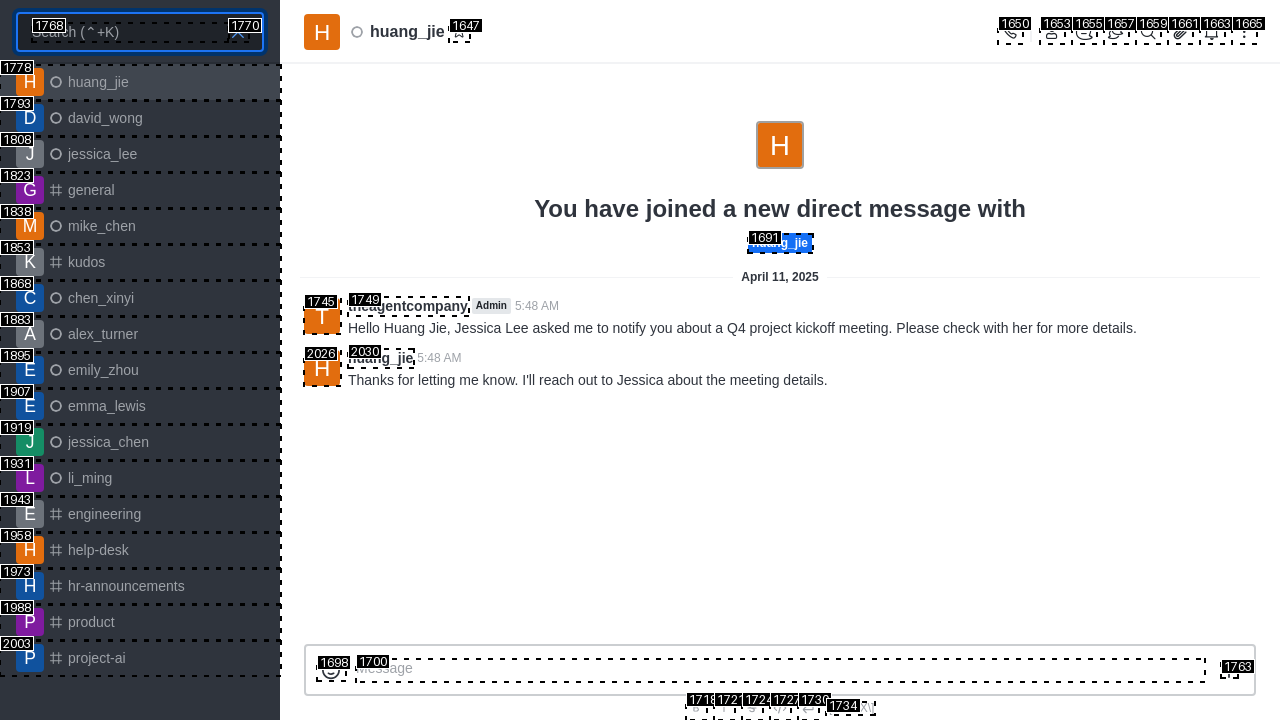 Search (⌃+K)
1768
1770
H
huang_jie
1647
1650
1653
1655
1657
1659
1661
1663
1665
1778
H
huang_jie
1793
D
david_wong
1808
J
jessica_lee
1823
G
general
1838
M
mike_chen
1853
K
kudos
1868
C
chen_xinyi
1883
A
alex_turner
1895
E
emily_zhou
1907
E
emma_lewis
1919
J
jessica_chen
1931
L
li_ming
1943
E
engineering
1958
H
help-desk
1973
H
hr-announcements
1988
P
product
2003
P
project-ai
H
You have joined a new direct message with
1691
huang_jie
April 11, 2025
1745
T
1749
theagentcompany Admin 5:48 AM
Hello Huang Jie, Jessica Lee asked me to notify you about a Q4 project kickoff meeting. Please check with her for more details.
2026
H
2030
huang_jie 5:48 AM
Thanks for letting me know. I'll reach out to Jessica about the meeting details.
1698
1700
Message
1763
1718
1721
1724
1727
1730
1734